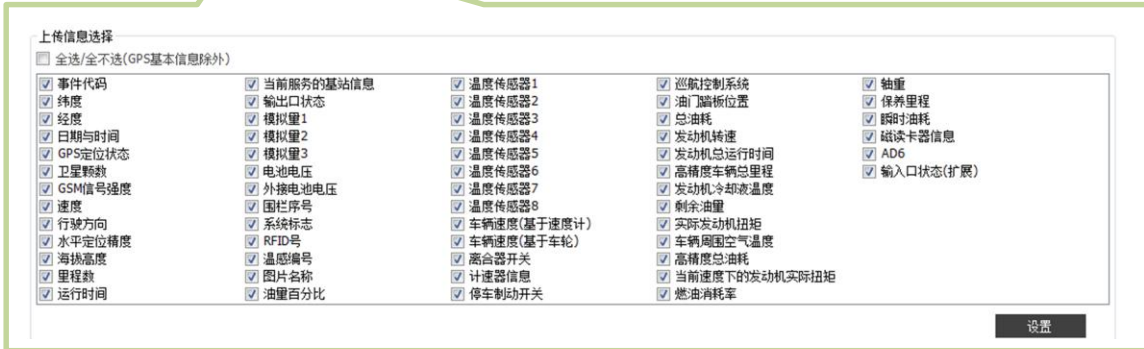 上传信息选择
全选/全不选(GPS基本信息除外)
事件代码
纬度
经度
日期与时间
GPS定位状态
卫星颗数
GSM信号强度
速度
行驶方向
水平定位精度
海拔高度
里程数
运行时间
当前服务的基站信息
输出口状态
模拟量1
模拟量2
模拟量3
电池电压
外接电池电压
围栏序号
系统标志
RFID号
温感编号
图片名称
油量百分比
温度传感器1
温度传感器2
温度传感器3
温度传感器4
温度传感器5
温度传感器6
温度传感器7
温度传感器8
车辆速度(基于速度计)
车辆速度(基于车轮)
离合器开关
计速器信息
停车制动开关
巡航控制系统
油门踏板位置
总油耗
发动机转速
发动机总运行时间
高精度车辆总里程
发动机冷却液温度
剩余油量
实际发动机扭矩
车辆周围空气温度
高精度总油耗
当前速度下的发动机实际扭矩
燃油消耗率
轴重
保养里程
瞬时油耗
磁读卡器信息
AD6
输入口状态(扩展)
设置